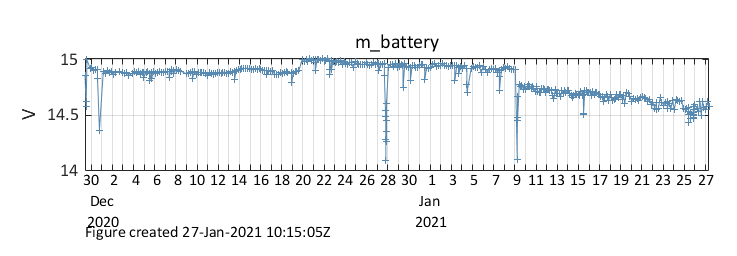 m_battery
15
14.5
14
V
30 2 4 6 8 10 12 14 16 18 20 22 24 26 28 30 1 3 5 7 9 11 13 15 17 19 21 23 25 27
Dec Jan
2020 2021
Figure created 27-Jan-2021 10:15:05Z